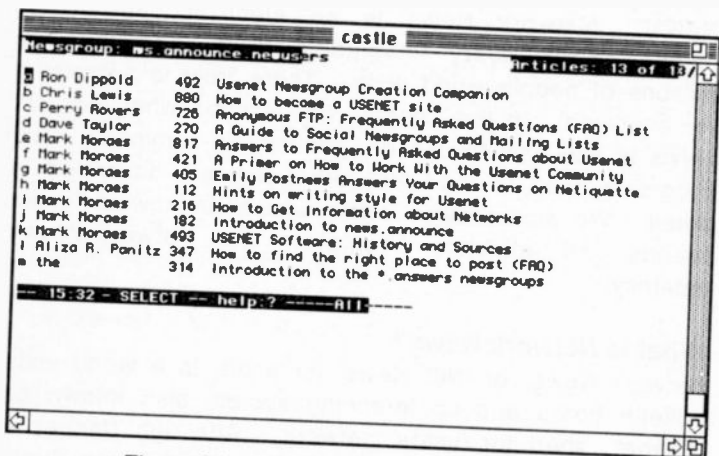 castle
Newsgroup: ws.announce.newusers Articles: 13 of 13/
a Ron Dippold 492 Usenet Newsgroup Creation Companion
b Chris Lewis 880 How to become a USENET site
c Perry Rovers 726 Anonymous FTP: Frequently Asked Questions (FAQ) List
d Dave Taylor 270 A Guide to Social Newsgroups and Mailing Lists
e Mark Moraes 817 Answers to Frequently Asked Questions about Usenet
f Mark Moraes 421 A Primer on How to Work With the Usenet Community
g Mark Moraes 405 Emily Postnews Answers Your Questions on Netiquette
h Mark Moraes 112 Hints on writing style for Usenet
i Mark Moraes 216 How to Get Information about Networks
j Mark Moraes 182 Introduction to news.announce
k Mark Moraes 493 USENET Software: History and Sources
l Aliza R. Panitz 347 How to find the right place to post (FAQ)
m the 314 Introduction to the *.answers newsgroups
-- 15:32 - SELECT -- help:? -----All-----